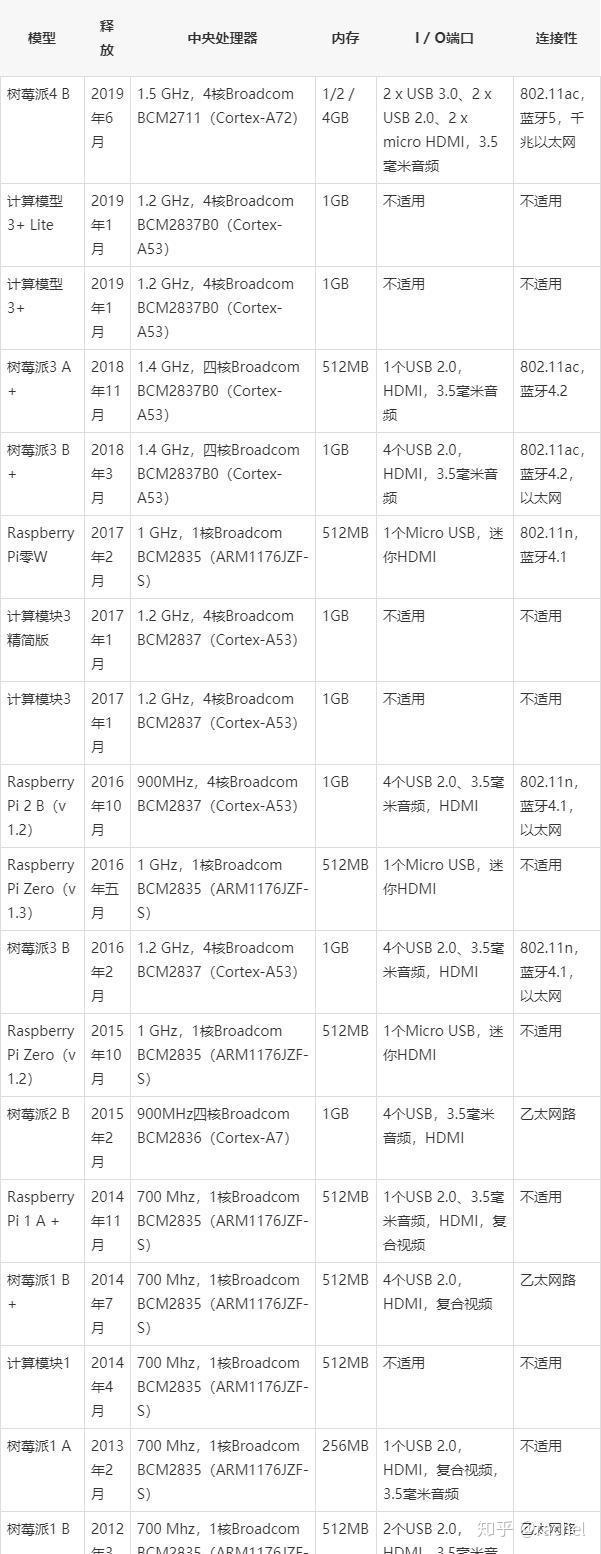 模型 释放 中央处理器 内存 I / O端口 连接性
树莓派4 B 2019年6月 1.5 GHz，4核Broadcom BCM2711（Cortex-A72） 1/2 / 4GB 2 x USB 3.0、2 x USB 2.0、2 x micro HDMI，3.5毫米音频 802.11ac，蓝牙5，千兆以太网
计算模型3+ Lite 2019年1月 1.2 GHz，4核Broadcom BCM2837B0（Cortex-A53） 1GB 不适用 不适用
计算模型3+ 2019年1月 1.2 GHz，4核Broadcom BCM2837B0（Cortex-A53） 1GB 不适用 不适用
树莓派3 A+ 2018年11月 1.4 GHz，四核Broadcom BCM2837B0（Cortex-A53） 512MB 1个USB 2.0，HDMI，3.5毫米音频 802.11ac，蓝牙4.2
树莓派3 B+ 2018年3月 1.4 GHz，四核Broadcom BCM2837B0（Cortex-A53） 1GB 4个USB 2.0，HDMI，3.5毫米音频 802.11ac，蓝牙4.2，以太网
Raspberry Pi零W 2017年2月 1 GHz，1核Broadcom BCM2835（ARM1176JZF-S） 512MB 1个Micro USB，迷你HDMI 802.11n，蓝牙4.1
计算模块3精简版 2017年1月 1.2 GHz，4核Broadcom BCM2837（Cortex-A53） 1GB 不适用 不适用
计算模块3 2017年1月 1.2 GHz，4核Broadcom BCM2837（Cortex-A53） 1GB 不适用 不适用
Raspberry Pi 2 B（v 1.2） 2016年10月 900MHz，4核Broadcom BCM2837（Cortex-A53） 1GB 4个USB 2.0、3.5毫米音频，HDMI 802.11n，蓝牙4.1，以太网
Raspberry Pi Zero（v 1.3） 2016年五月 1 GHz，1核Broadcom BCM2835（ARM1176JZF-S） 512MB 1个Micro USB，迷你HDMI 不适用
树莓派3 B 2016年2月 1.2 GHz，4核Broadcom BCM2837（Cortex-A53） 1GB 4个USB 2.0、3.5毫米音频，HDMI 802.11n，蓝牙4.1，以太网
Raspberry Pi Zero（v 1.2） 2015年10月 1 GHz，1核Broadcom BCM2835（ARM1176JZF-S） 512MB 1个Micro USB，迷你HDMI 不适用
树莓派2 B 2015年2月 900MHz四核Broadcom BCM2836（Cortex-A7） 1GB 4个USB，3.5毫米音频，HDMI 乙太网路
Raspberry Pi 1 A + 2014年11月 700 Mhz，1核Broadcom BCM2835（ARM1176JZF-S） 512MB 1个USB 2.0、3.5毫米音频，HDMI，复合视频 不适用
树莓派1 B+ 2014年7月 700 Mhz，1核Broadcom BCM2835（ARM1176JZF-S） 512MB 4个USB 2.0，HDMI，复合视频 乙太网路
计算模块1 2014年4月 700 Mhz，1核Broadcom BCM2835（ARM1176JZF-S） 512MB 不适用 不适用
树莓派1 A 2013年2月 700 Mhz，1核Broadcom BCM2835（ARM1176JZF-S） 256MB 1个USB 2.0，HDMI，复合视频，3.5毫米音频 不适用
树莓派1 B 2012年3 700 Mhz，1核Broadcom BCM2835（ARM1176JZF- 512MB 2个USB 2.0，HDMI，3.5毫米音 乙太网路
知乎